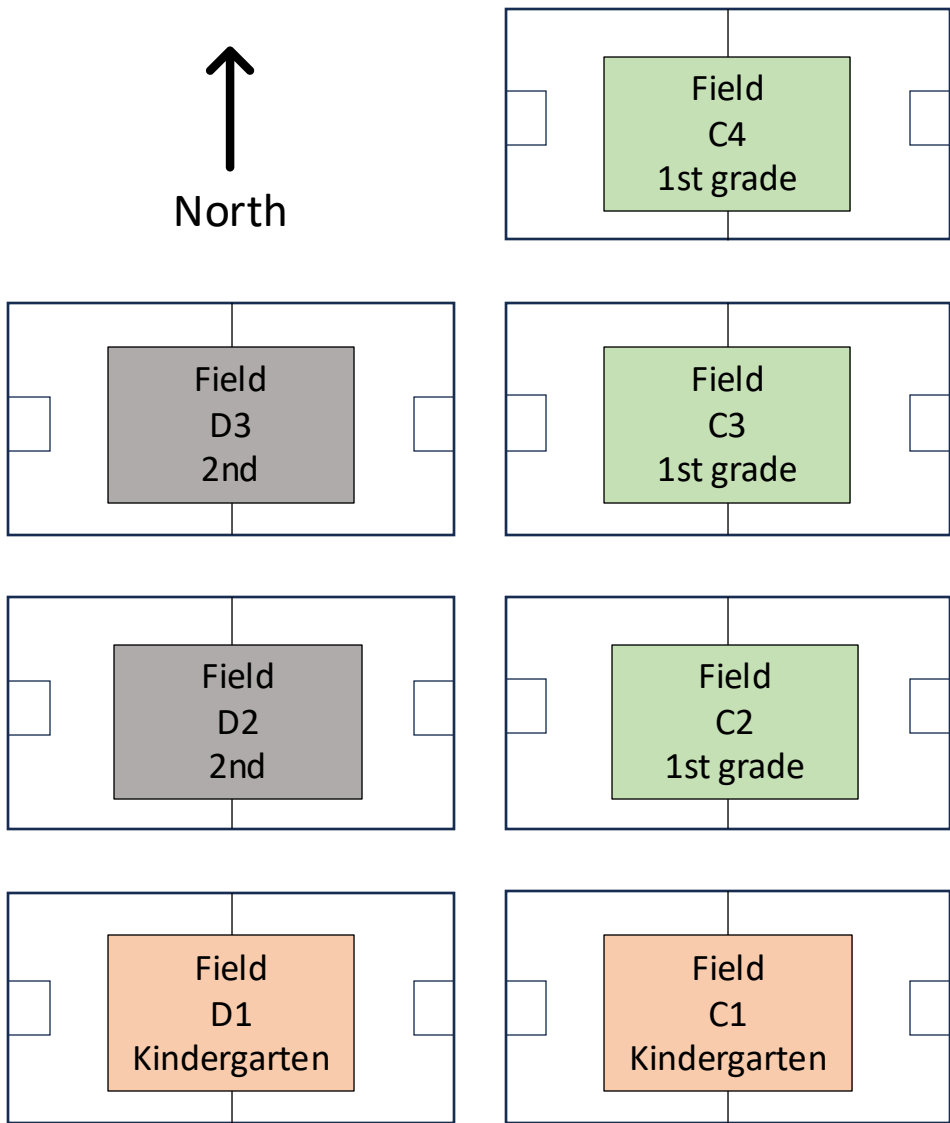 North
Field
C4
1st grade
Field
D3
2nd
Field
C3
1st grade
Field
D2
2nd
Field
C2
1st grade
Field
D1
Kindergarten
Field
C1
Kindergarten